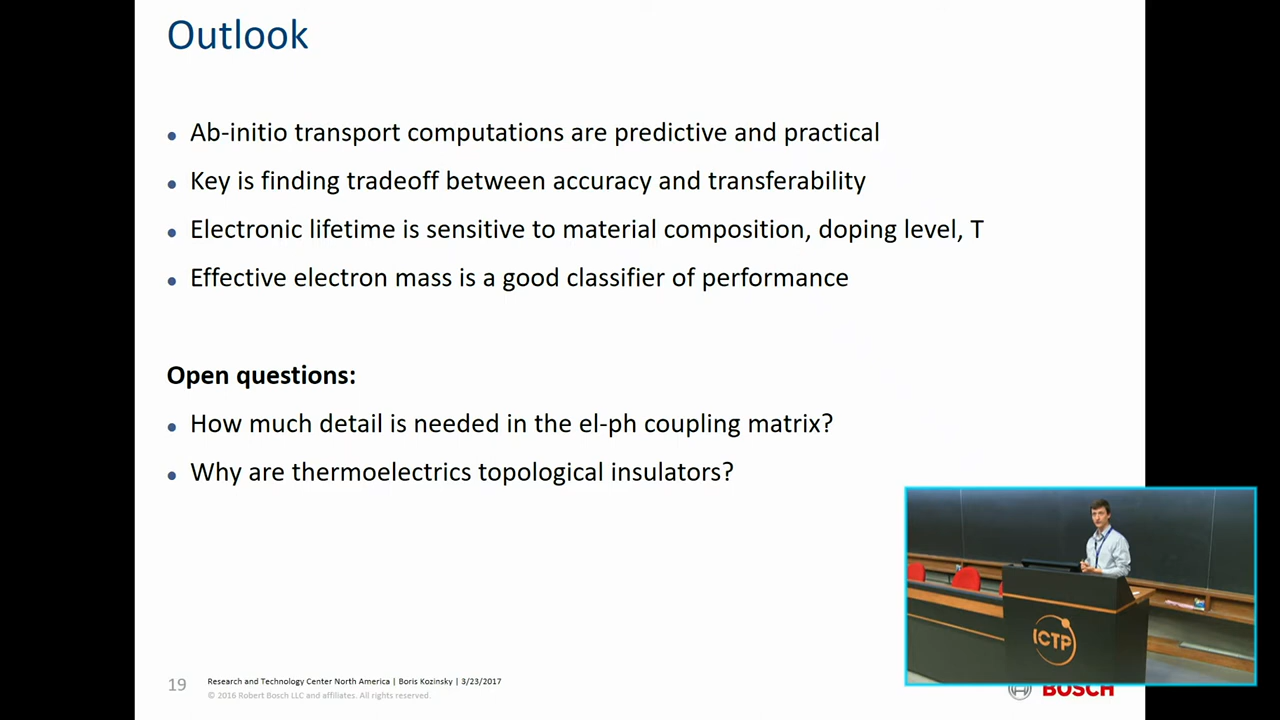 Outlook
• Ab-initio transport computations are predictive and practical
• Key is finding tradeoff between accuracy and transferability
• Electronic lifetime is sensitive to material composition, doping level, T
• Effective electron mass is a good classifier of performance
Open questions:
• How much detail is needed in the el-ph coupling matrix?
• Why are thermoelectrics topological insulators?
ICTP
19
Research and Technology Center North America | Boris Kozinsky | 3/23/2017
© 2016 Robert Bosch LLC and affiliates. All rights reserved.
BOSCH